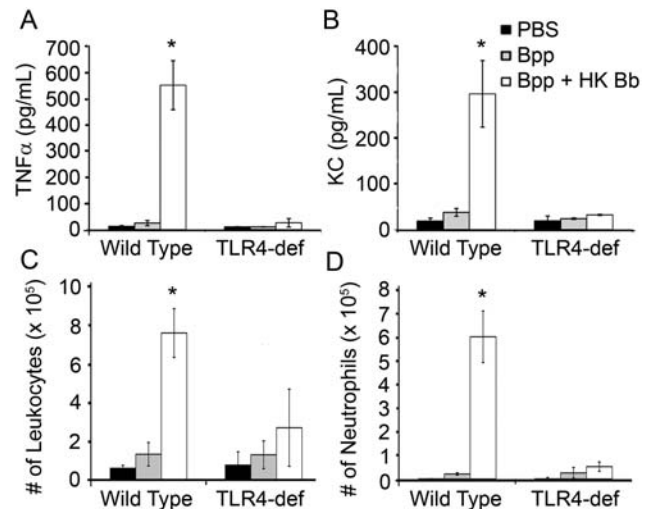 A
TNFα (pg/mL)
700
600
500
400
300
200
100
0
*
Wild Type TLR4-def
B
KC (pg/mL)
400
300
200
100
0
*
PBS
Bpp
Bpp + HK Bb
Wild Type TLR4-def
C
# of Leukocytes (x 10⁵)
10
8
6
4
2
0
*
Wild Type TLR4-def
D
# of Neutrophils (x 10⁵)
8
7
6
5
4
3
2
1
0
*
Wild Type TLR4-def